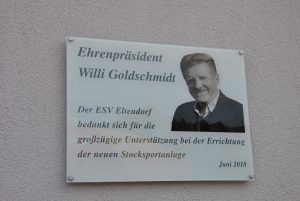 Ehrenpräsident
Willi Goldschmidt
Der ESV Eltendorf
bedankt sich für die
großzügige Unterstützung bei der Errichtung
der neuen Stocksportanlage
Juni 2018